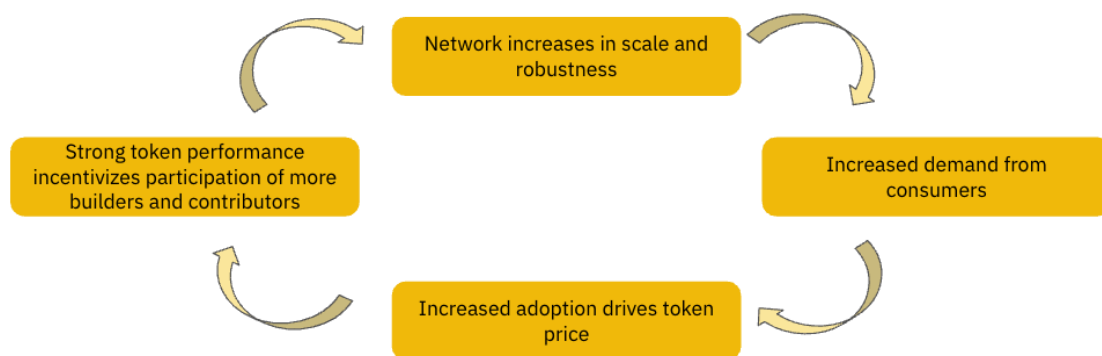 Network increases in scale and
robustness
Increased demand from
consumers
Increased adoption drives token
price
Strong token performance
incentivizes participation of more
builders and contributors